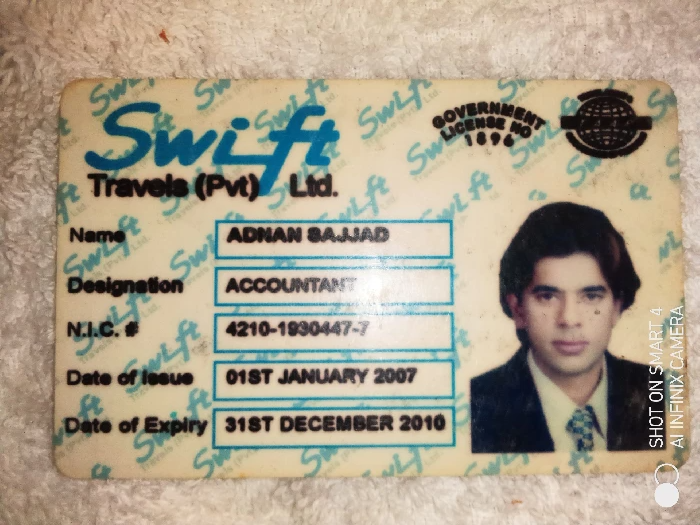 Swift
Travels (Pvt) Ltd.
GOVERNMENT
LICENSE NO
1896
Name ADNAN SAJJAD
Designation ACCOUNTANT
N.I.C. # 4210-1930447-7
Date of Issue 01ST JANUARY 2007
Date of Expiry 31ST DECEMBER 2010
SHOT ON SMART 4
AI INFINIX CAMERA